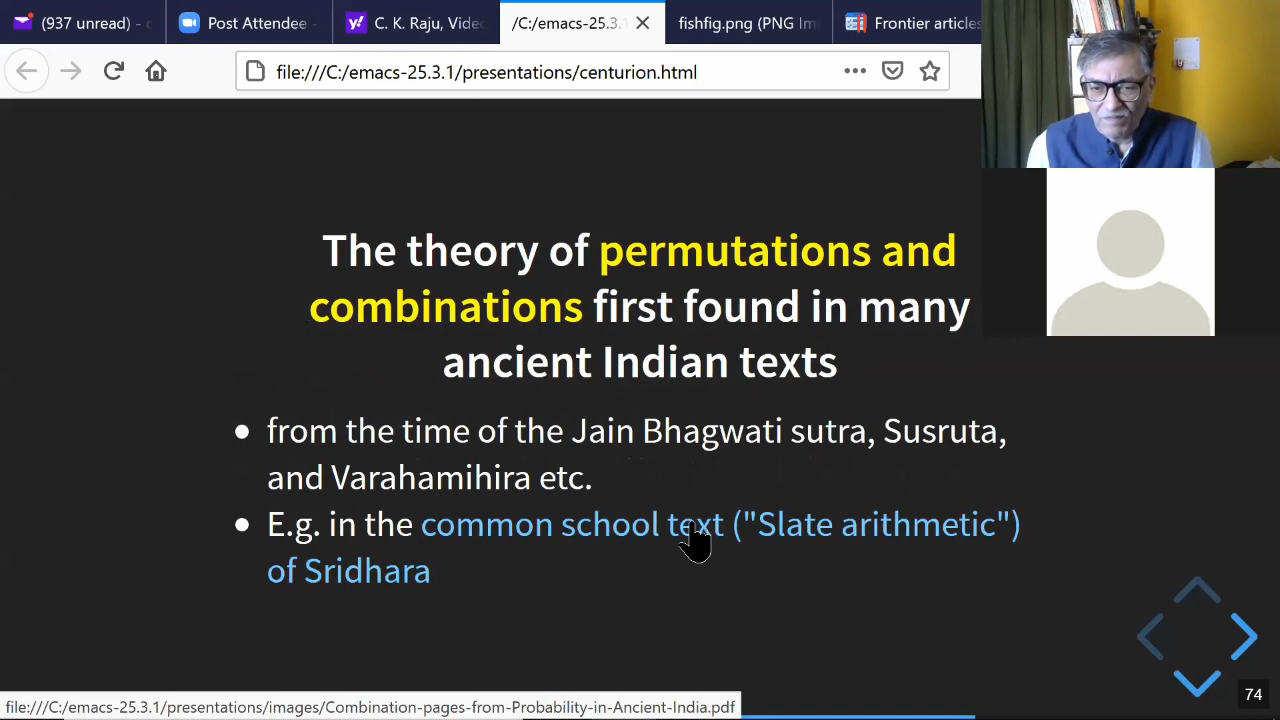 (937 unread) - c
Post Attendee -
C. K. Raju, Vide
/C:/emacs-25.3.1
fishfig.png (PNG Im
Frontier articles
file:///C:/emacs-25.3.1/presentations/centurion.html
The theory of permutations and
combinations first found in many
ancient Indian texts
from the time of the Jain Bhagwati sutra, Susruta,
and Varahamihira etc.
E.g. in the common school text ("Slate arithmetic")
of Sridhara
74
file:///C:/emacs-25.3.1/presentations/images/Combination-pages-from-Probability-in-Ancient-India.pdf